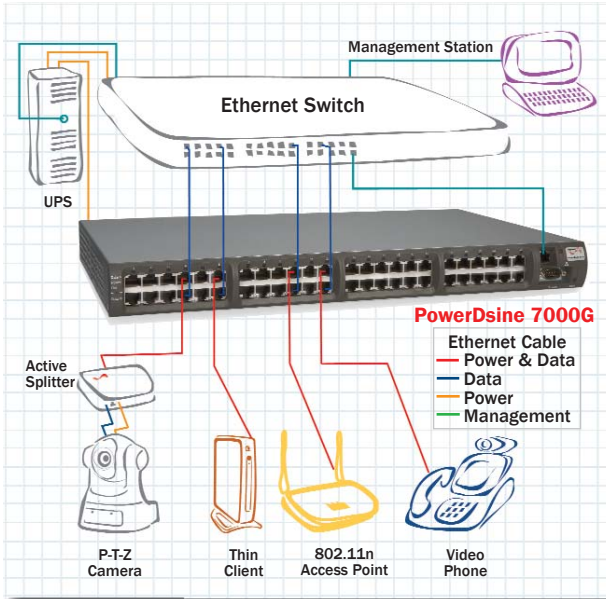 Management Station
Ethernet Switch
UPS
PowerDsine 7000G
Ethernet Cable
Power & Data
Data
Power
Management
Active
Splitter
P-T-Z
Camera
Thin
Client
802.11n
Access Point
Video
Phone